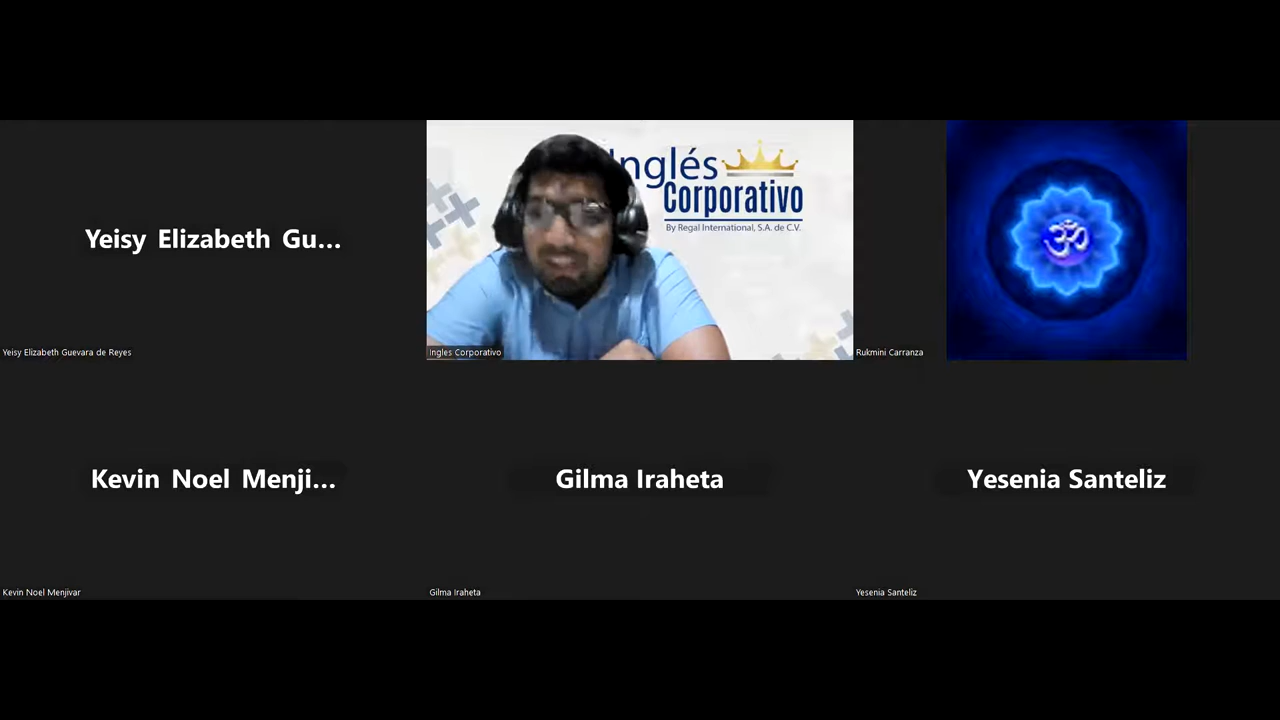 Yeisy Elizabeth Gu...
Yeisy Elizabeth Guevara de Reyes
Inglés
Corporativo
By Regal International, S.A. de C.V.
Ingles Corporativo
ॐ
Rukmini Carranza
Kevin Noel Menji...
Kevin Noel Menjivar
Gilma Iraheta
Gilma Iraheta
Yesenia Santeliz
Yesenia Santeliz